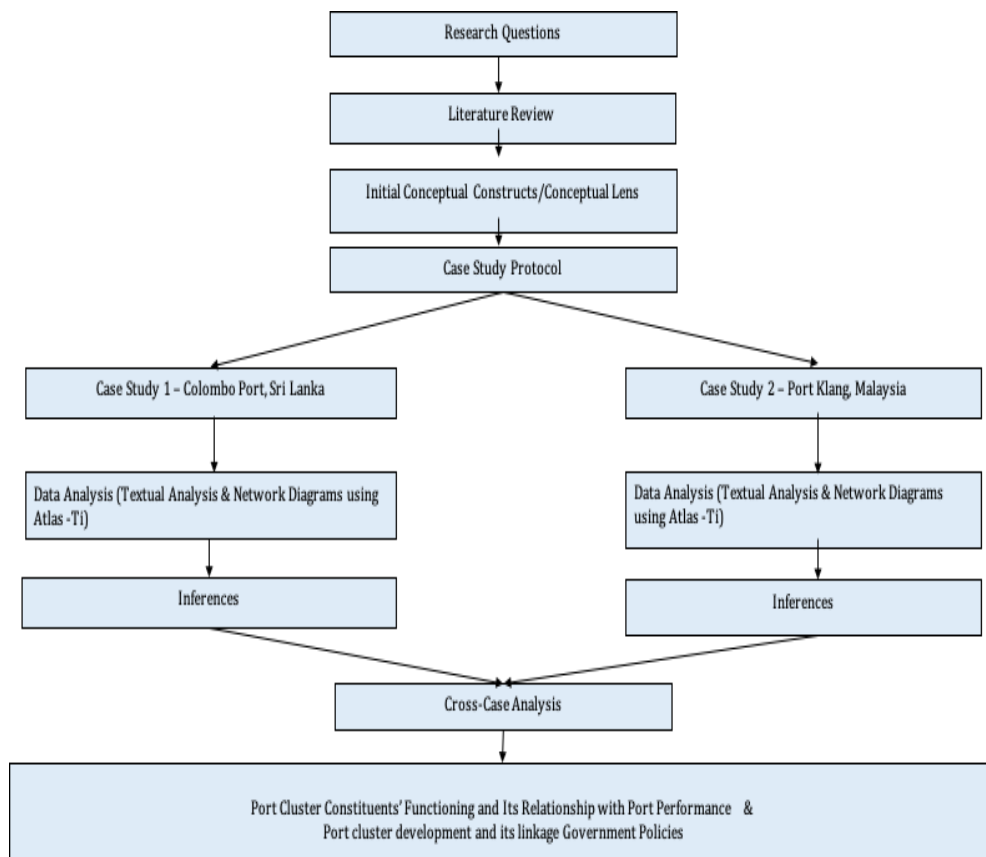 Research Questions
Literature Review
Initial Conceptual Constructs/Conceptual Lens
Case Study Protocol
Case Study 1 – Colombo Port, Sri Lanka
Case Study 2 – Port Klang, Malaysia
Data Analysis (Textual Analysis & Network Diagrams using
Atlas -Ti)
Data Analysis (Textual Analysis & Network Diagrams
using Atlas -Ti)
Inferences
Inferences
Cross-Case Analysis
Port Cluster Constituents’ Functioning and Its Relationship with Port Performance &
Port cluster development and its linkage Government Policies